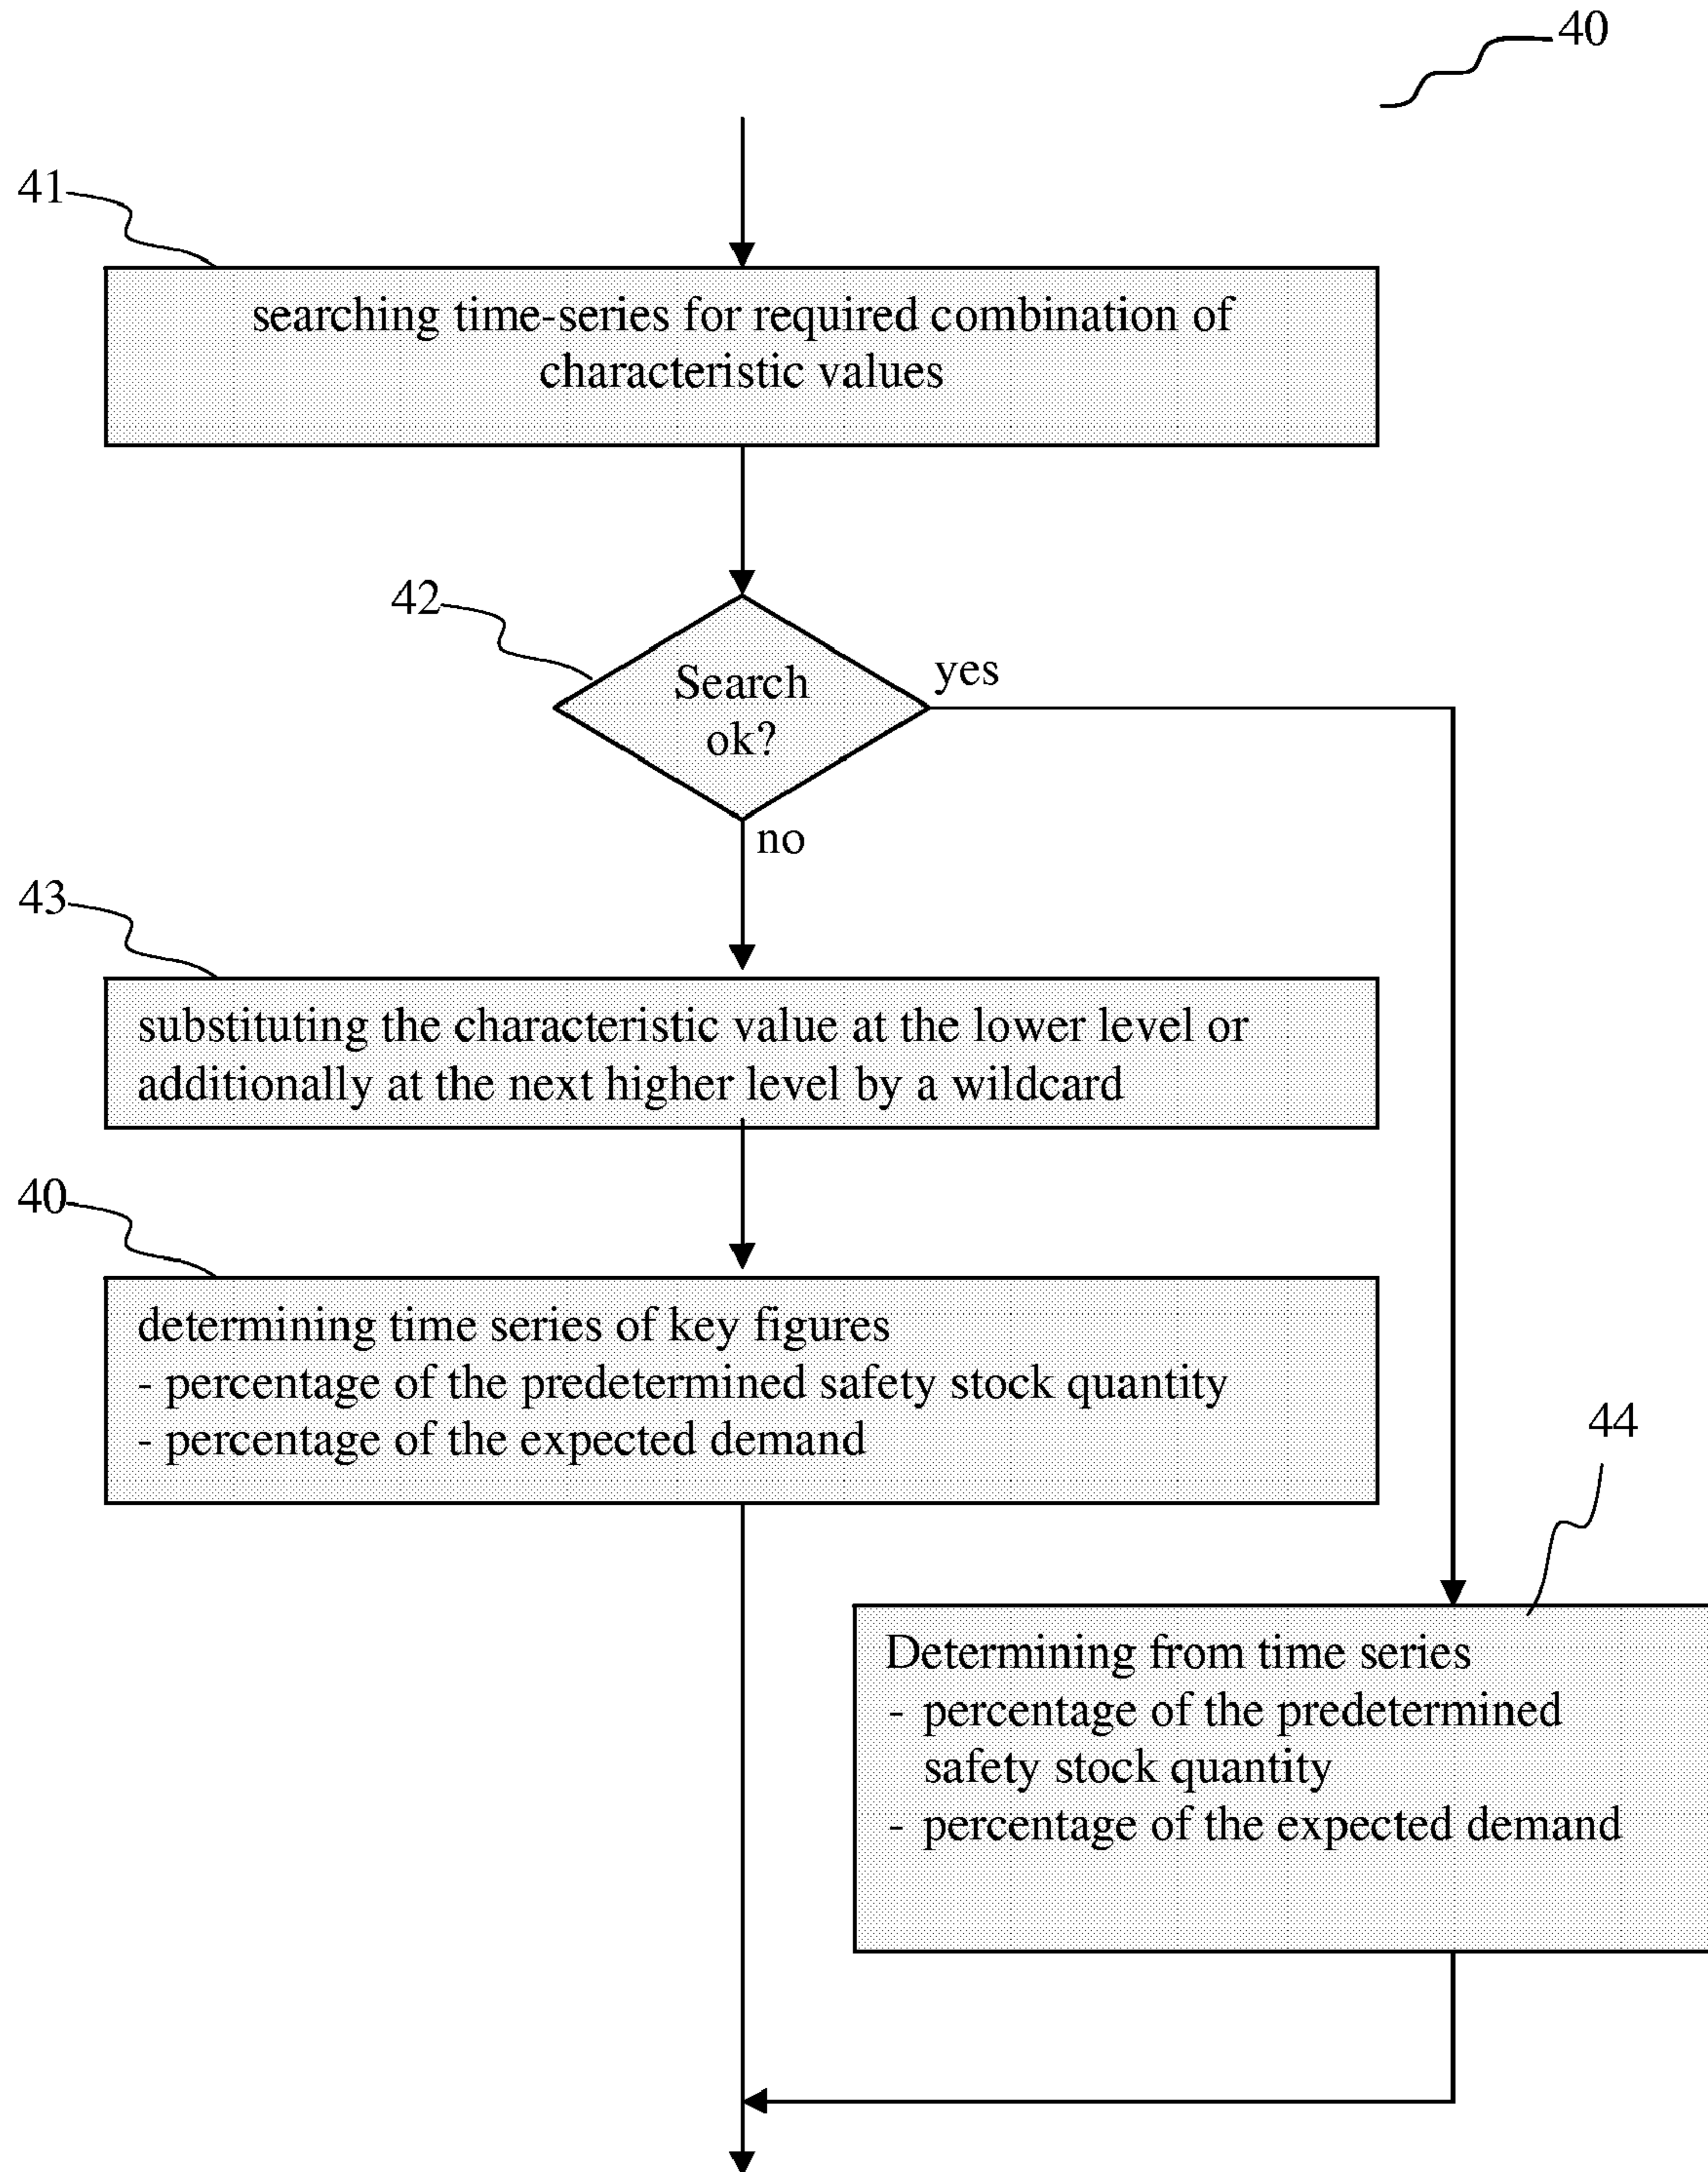 40
41
searching time-series for required combination of
characteristic values
42
Search
ok?
yes
no
43
substituting the characteristic value at the lower level or
additionally at the next higher level by a wildcard
40
determining time series of key figures
- percentage of the predetermined safety stock quantity
- percentage of the expected demand
44
Determining from time series
- percentage of the predetermined
safety stock quantity
- percentage of the expected demand